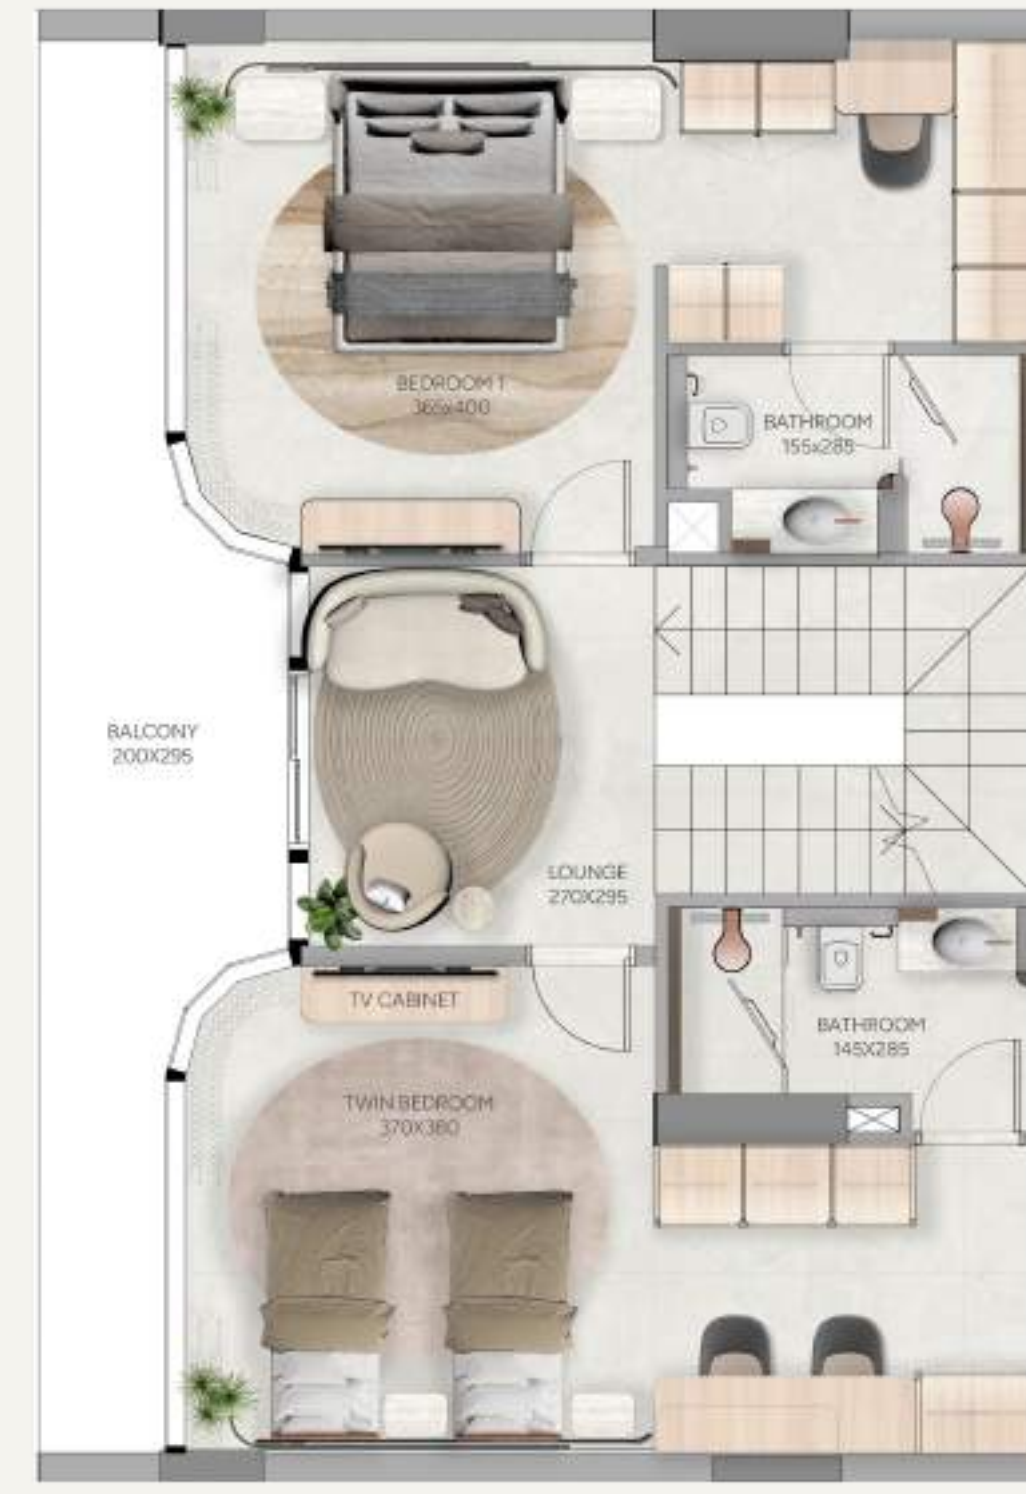 BEDROOM 1
365x400
BATHROOM
155x285
BALCONY
200X295
LOUNGE
270X295
TV CABINET
BATHROOM
145X285
TWIN BEDROOM
370X380